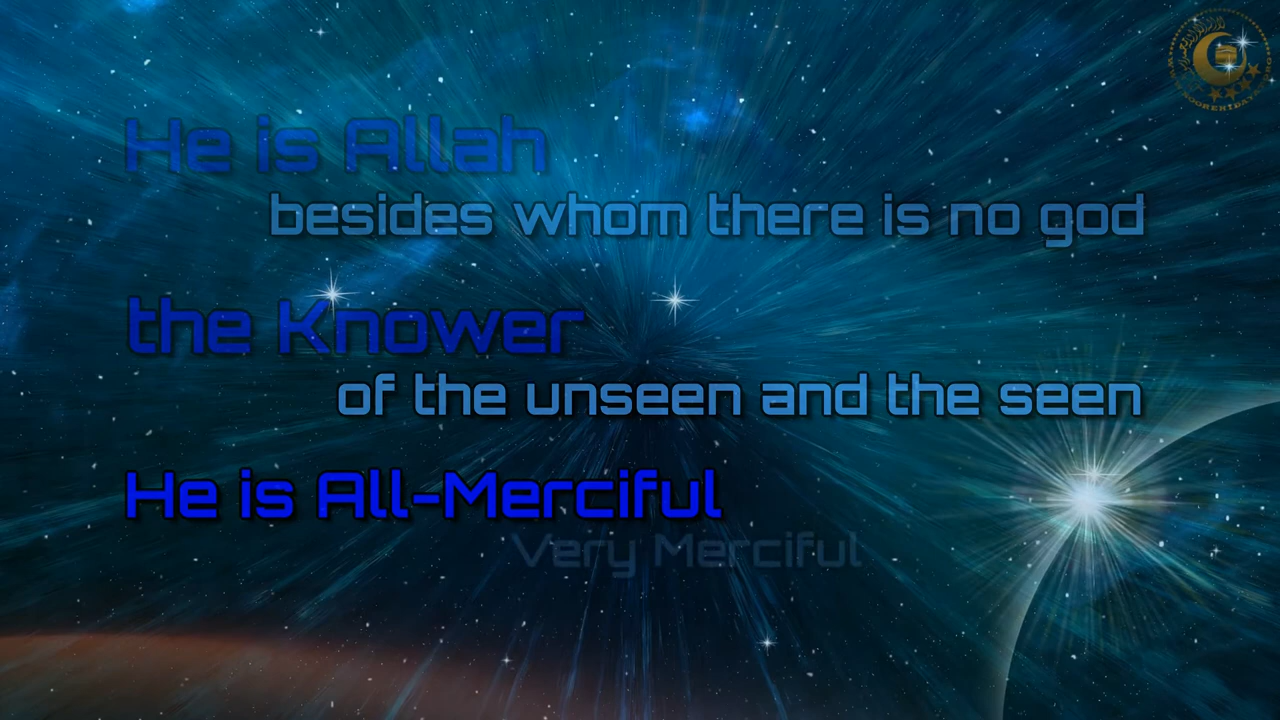 He is Allah
besides whom there is no god
the Knower
of the unseen and the seen
He is All-Merciful
Very Merciful